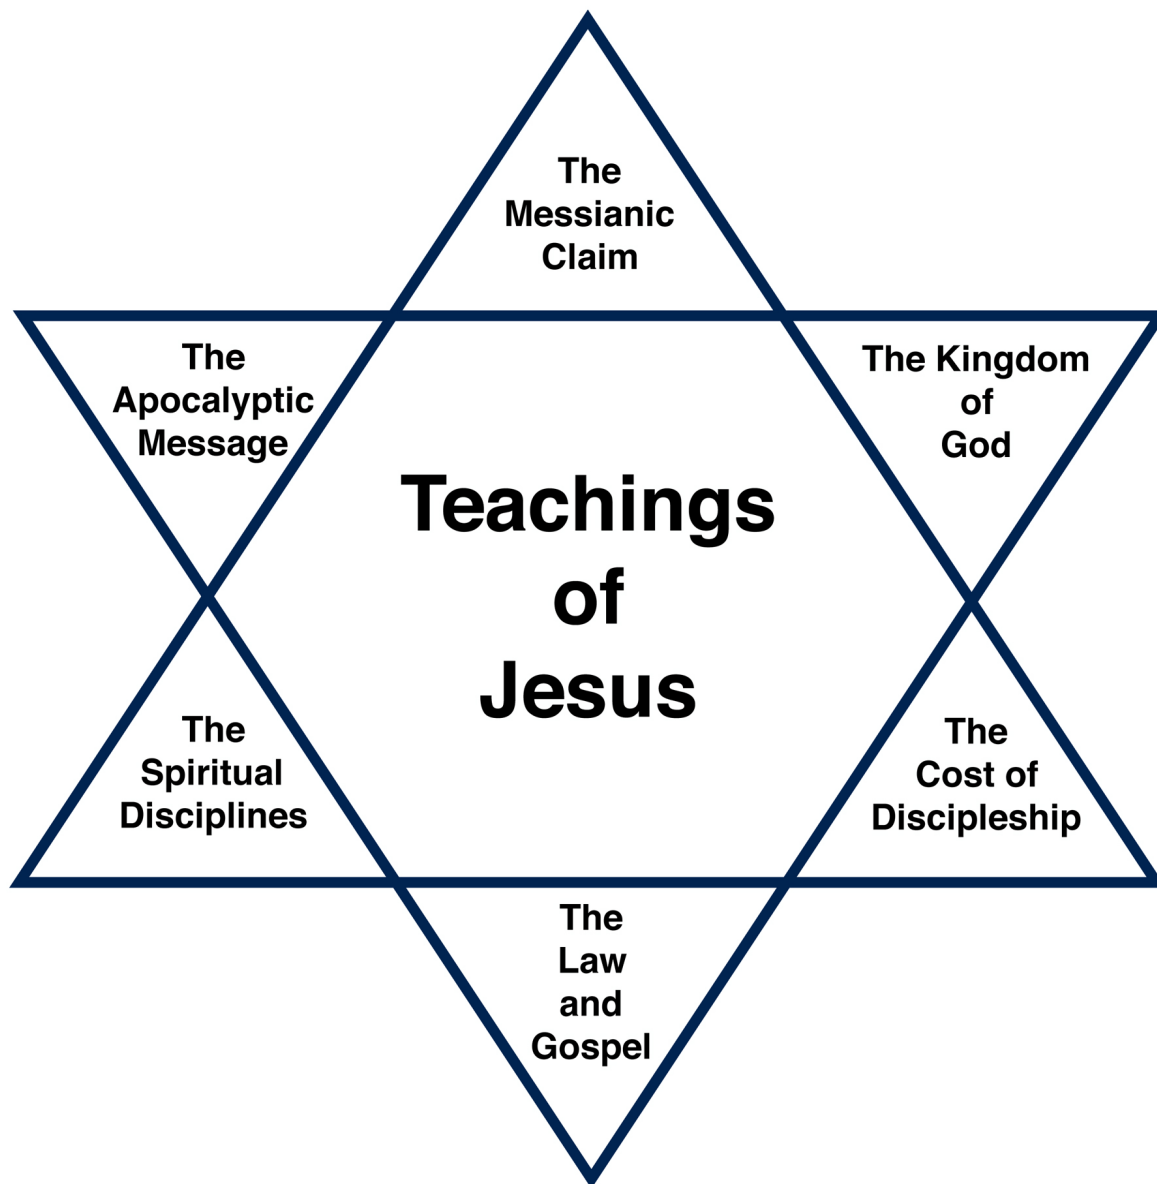 The
Messianic
Claim
The
Apocalyptic
Message
The Kingdom
of
God
Teachings
of
Jesus
The
Spiritual
Disciplines
The
Cost of
Discipleship
The
Law
and
Gospel